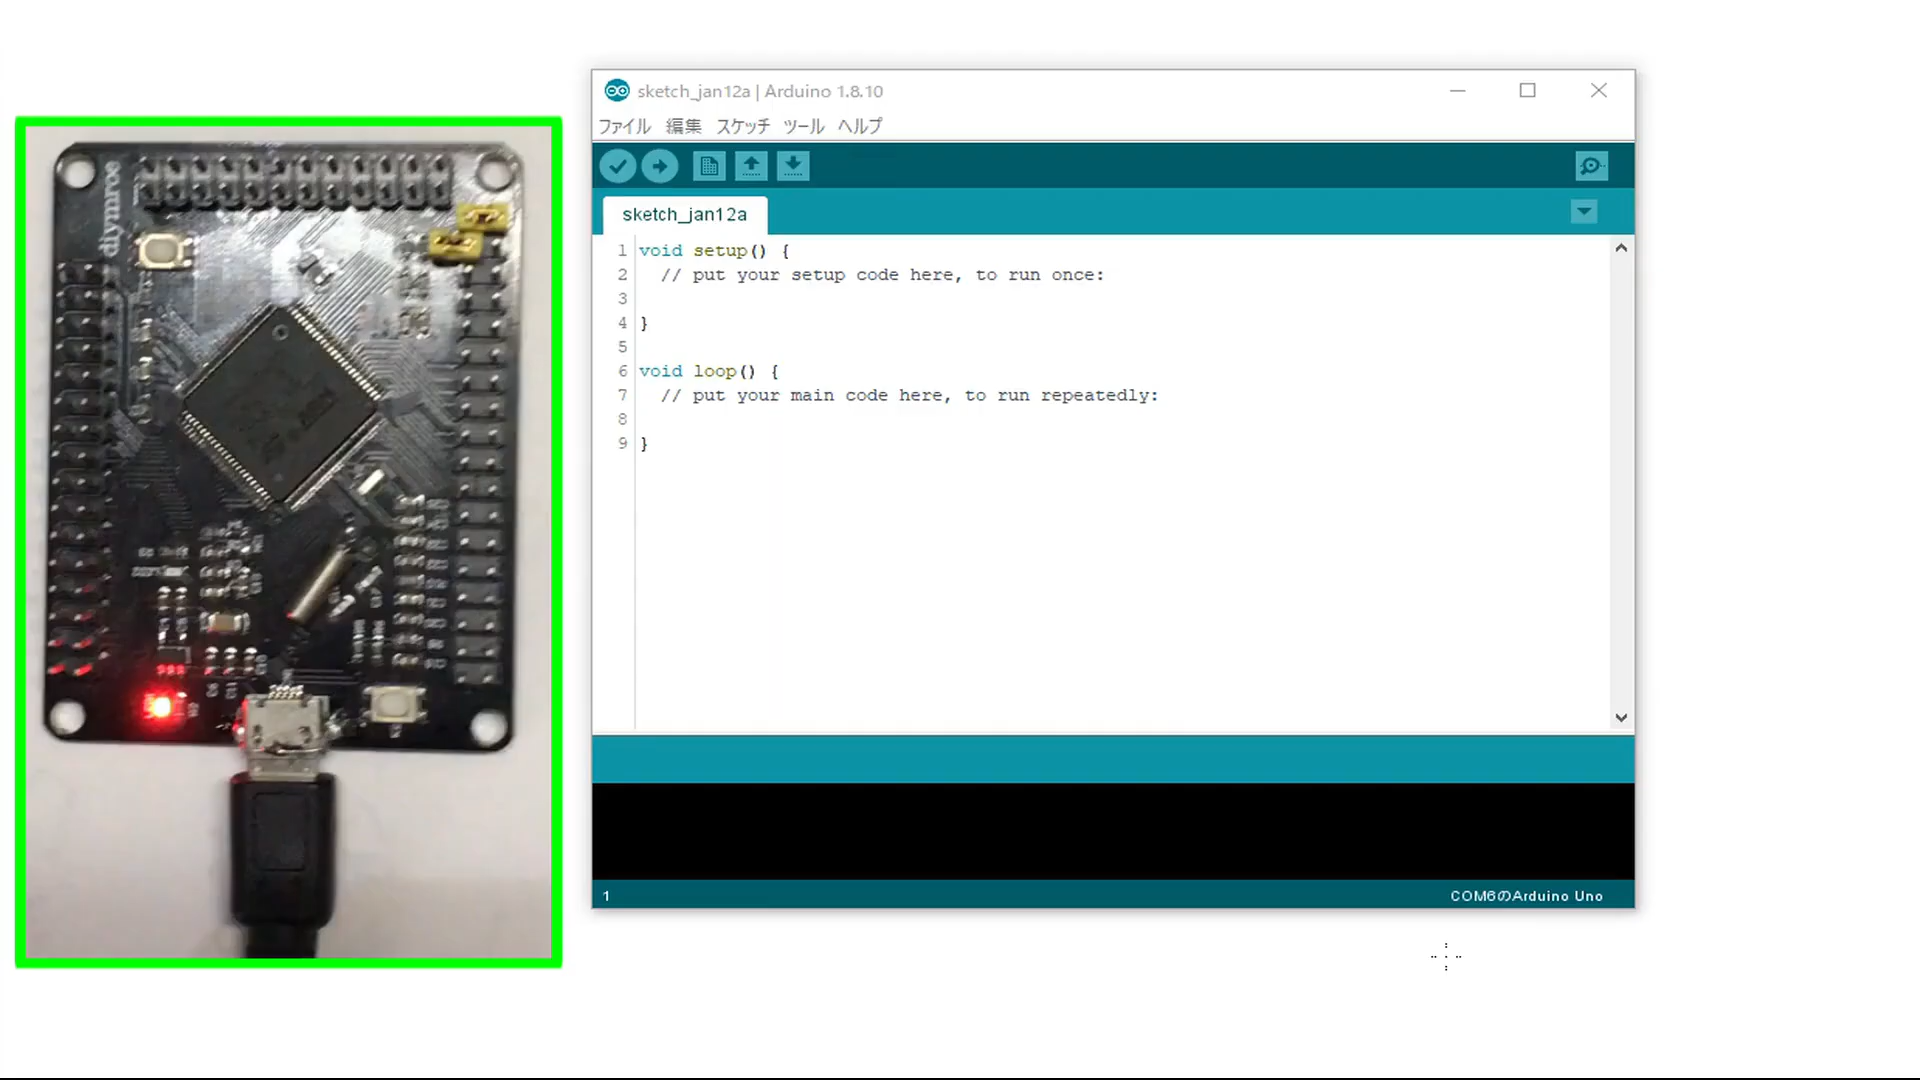 diymroe
sketch_jan12a | Arduino 1.8.10
ファイル 編集 スケッチ ツール ヘルプ
sketch_jan12a
1 void setup() {
2 // put your setup code here, to run once:
3
4 }
5
6 void loop() {
7 // put your main code here, to run repeatedly:
8
9 }
1
COM6のArduino Uno